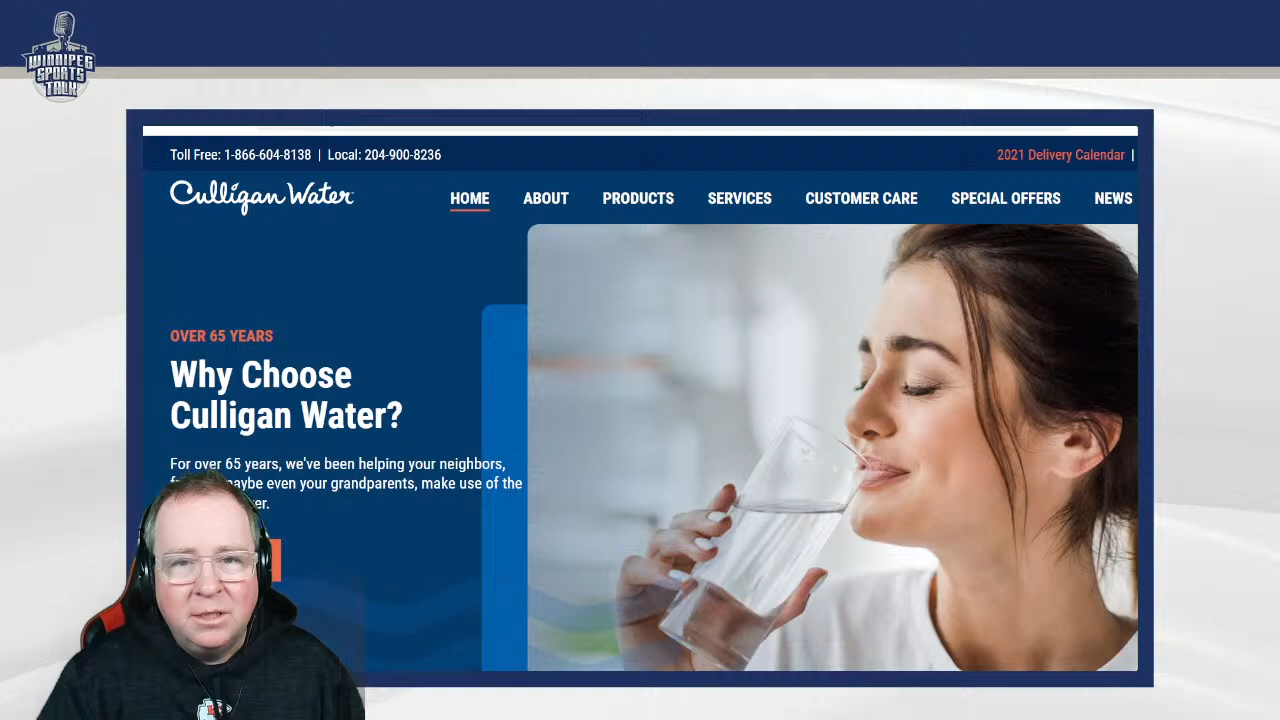 WINNIPEG
SPORTS
TALK
Toll Free: 1-866-604-8138 | Local: 204-900-8236
2021 Delivery Calendar |
Culligan Water
HOME ABOUT PRODUCTS SERVICES CUSTOMER CARE SPECIAL OFFERS NEWS
OVER 65 YEARS
Why Choose
Culligan Water?
For over 65 years, we've been helping your neighbors,
maybe even your grandparents, make use of the